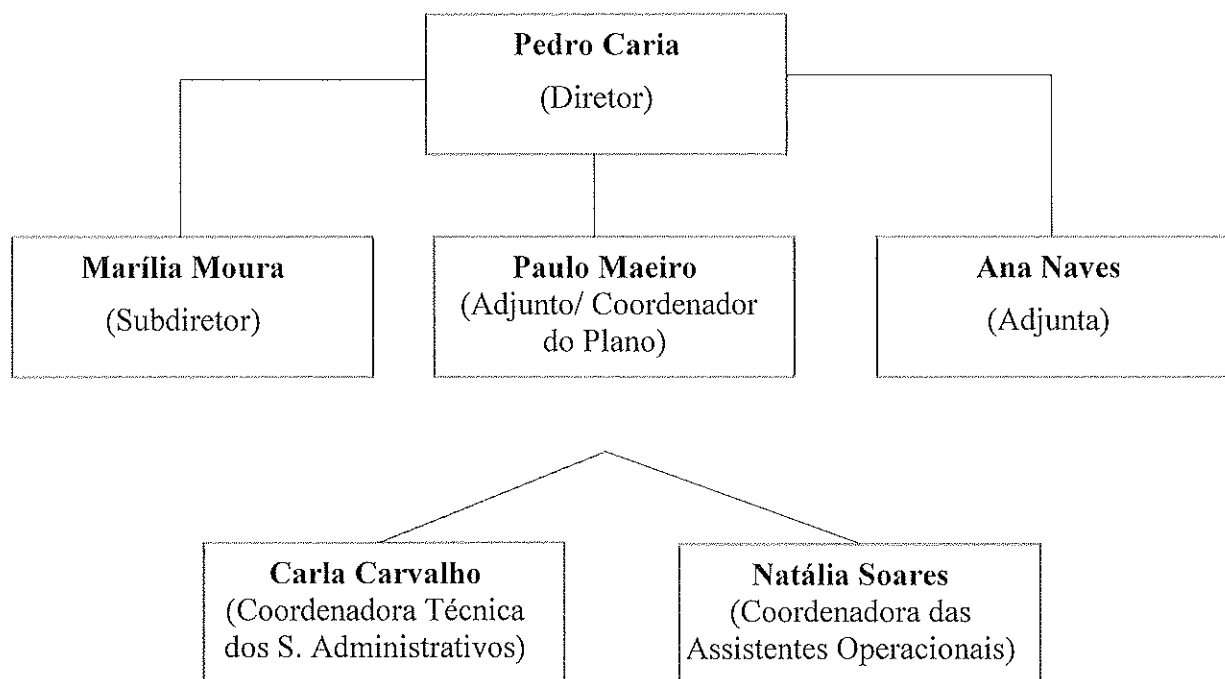 Pedro Caria
(Diretor)
Marília Moura
(Subdiretor)
Paulo Maeiro
(Adjunto/ Coordenador
do Plano)
Ana Naves
(Adjunta)
Carla Carvalho
(Coordenadora Técnica
dos S. Administrativos)
Natália Soares
(Coordenadora das
Assistentes Operacionais)